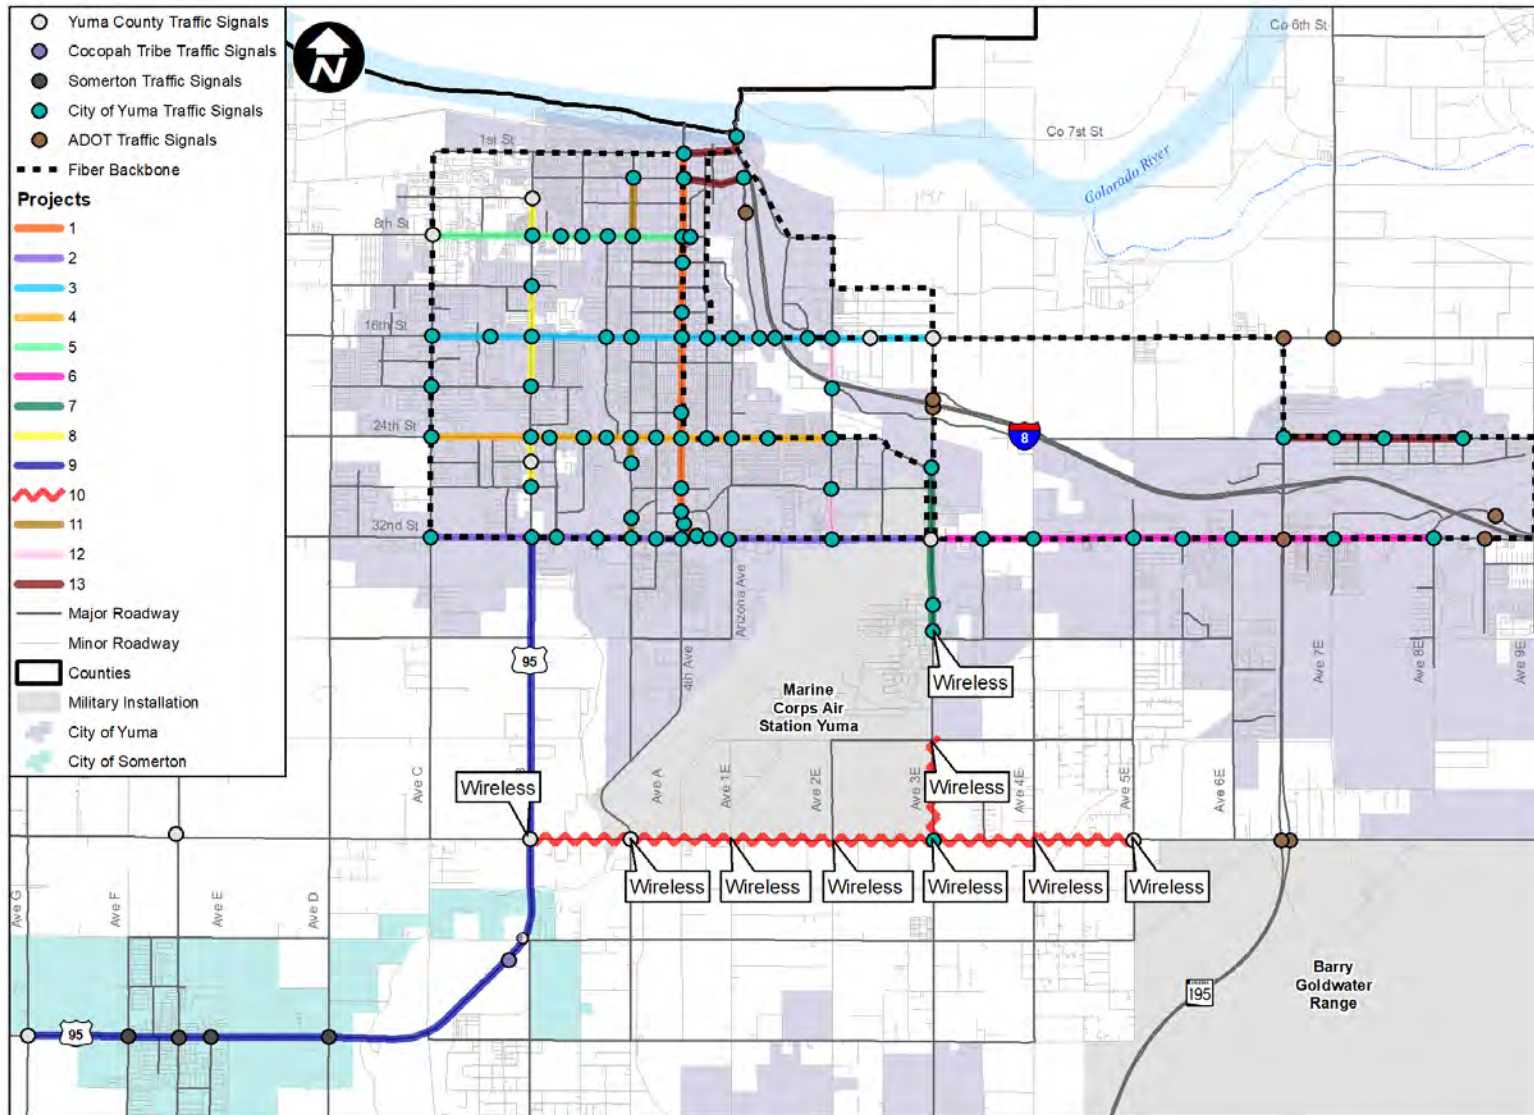 Yuma County Traffic Signals
Cocopah Tribe Traffic Signals
Somerton Traffic Signals
City of Yuma Traffic Signals
ADOT Traffic Signals
Fiber Backbone
Projects
1
2
3
4
5
6
7
8
9
10
11
12
13
Major Roadway
Minor Roadway
Counties
Military Installation
City of Yuma
City of Somerton
N
Co 6th St
Co 7st St
Colorado River
1st St
8th St
16th St
24th St
32nd St
8
95
Arizona Ave
4th Ave
Wireless
Marine
Corps Air
Station Yuma
Ave 7E
Ave 8E
Ave 9E
Ave C
Wireless
Ave A
Ave 1E
Ave 2E
Ave 3E
Wireless
Ave 4E
Ave 5E
Ave 6E
Wireless
Wireless
Wireless
Wireless
Wireless
Wireless
Ave G
Ave F
Ave E
Ave D
95
195
Barry
Goldwater
Range